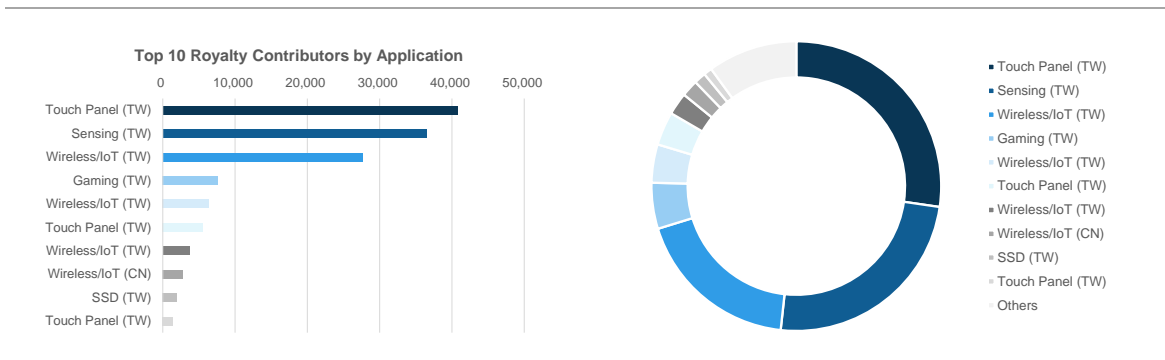 Top 10 Royalty Contributors by Application
0 10,000 20,000 30,000 40,000 50,000
Touch Panel (TW)
Sensing (TW)
Wireless/IoT (TW)
Gaming (TW)
Wireless/IoT (TW)
Touch Panel (TW)
Wireless/IoT (TW)
Wireless/IoT (CN)
SSD (TW)
Touch Panel (TW)
Touch Panel (TW)
Sensing (TW)
Wireless/IoT (TW)
Gaming (TW)
Wireless/IoT (TW)
Touch Panel (TW)
Wireless/IoT (TW)
Wireless/IoT (CN)
SSD (TW)
Touch Panel (TW)
Others